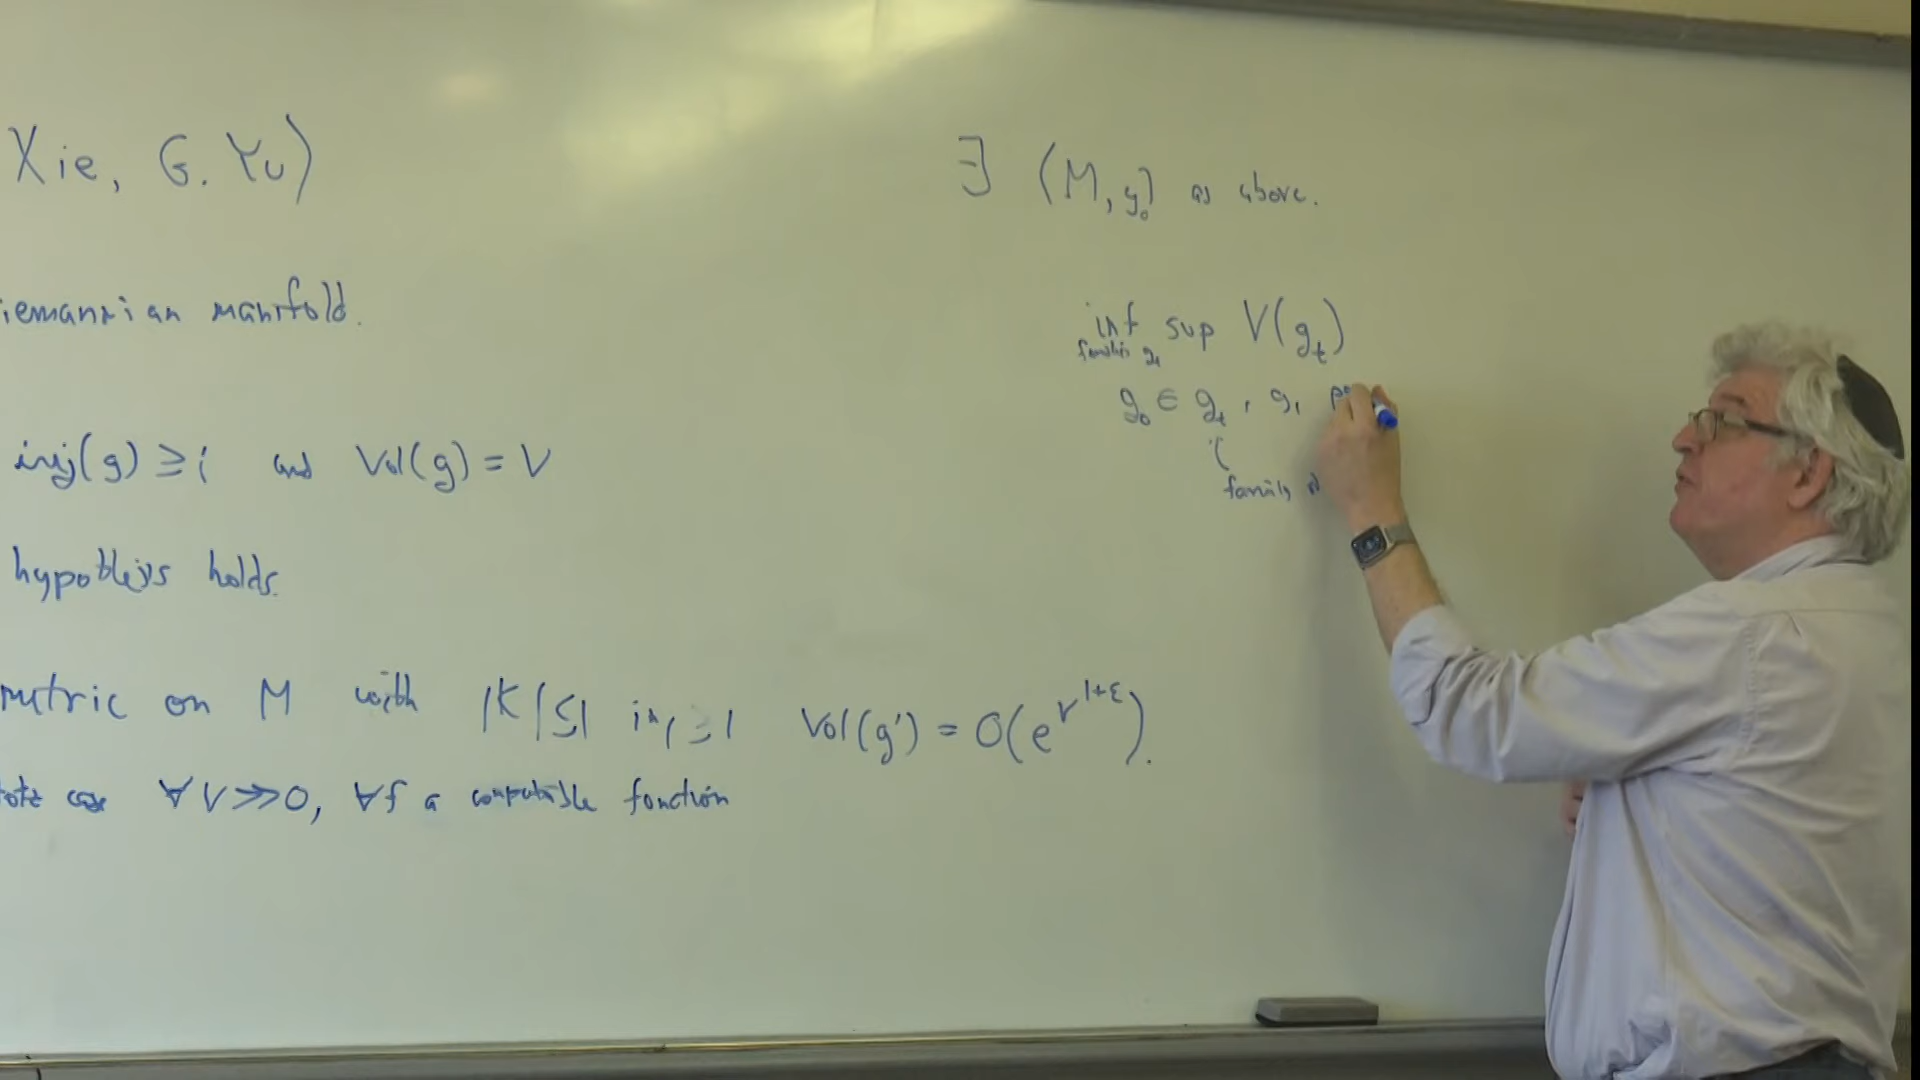 Xie, G. Yu)
iemannian manifold.
inj(g) ≥ i and Vol(g) = V
hypothesis holds.
metric on M with |K| ≤ 1 inj ≥ 1 Vol(g') = O(e^{V^{1+ε}}).
case ∀V>>0, ∀f a computable function
∃ (M, g₀) as above.
inf sup V(g_t)
families g_t
g₀ ∈ g_t, g₁
family